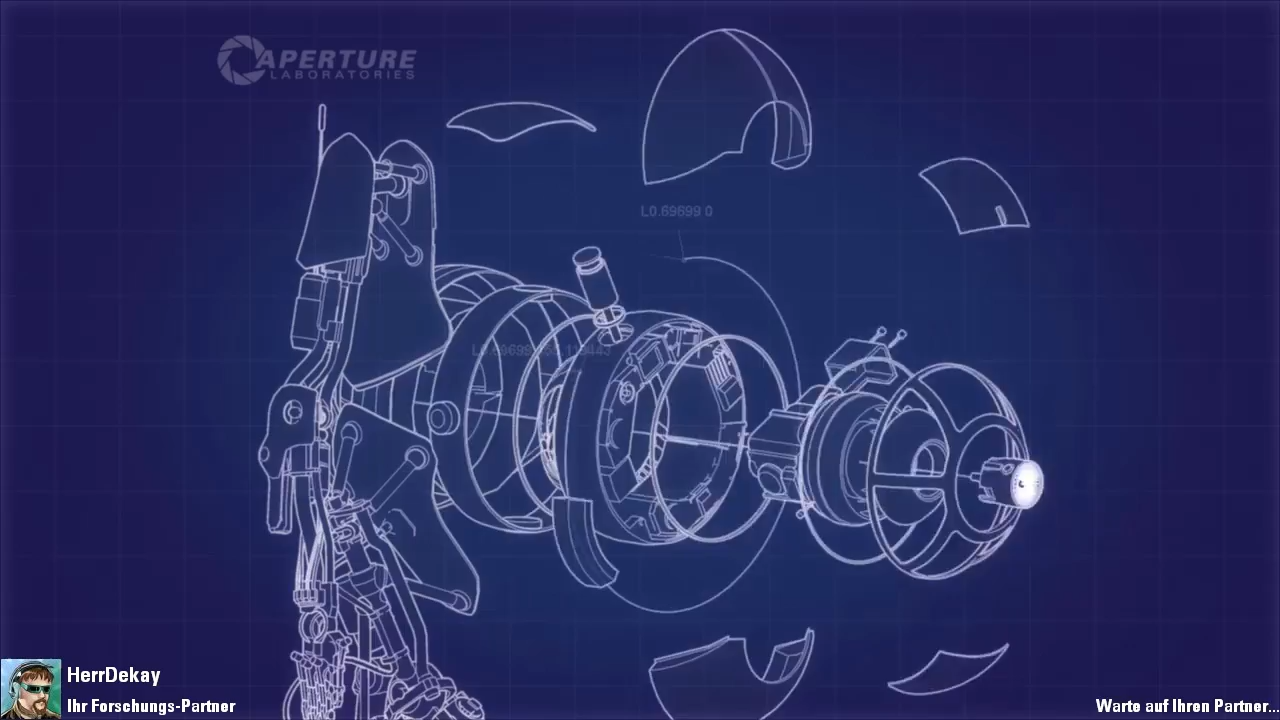 APERTURE
LABORATORIES
L0.69699 0
HerrDekay
Ihr Forschungs-Partner
Warte auf Ihren Partner...